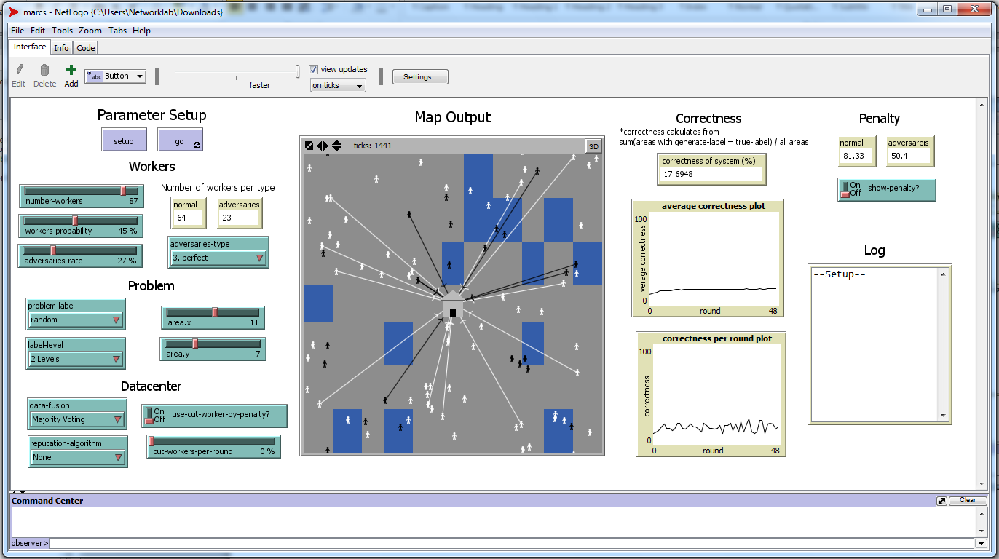 marcs - NetLogo {C:\Users\Networklab\Downloads}
File Edit Tools Zoom Tabs Help
Interface Info Code
Edit Delete Add
abc Button
faster
view updates
on ticks
Settings...
Parameter Setup
setup go
Workers
number-workers 87
workers-probability 45 %
adversaries-rate 27 %
Number of workers per type
normal
64
adversaries
23
adversaries-type
3. perfect
Problem
problem-label
random
label-level
2 Levels
area.x 11
area.y 7
Datacenter
data-fusion
Majority Voting
reputation-algorithm
None
On
Off
use-cut-worker-by-penalty?
cut-workers-per-round 0 %
Map Output
ticks: 1441
3D
Correctness
*correctness calculates from
sum(areas with generate-label = true-label) / all areas
correctness of system (%)
17.6948
average correctness plot
100
average correctness
0
0 round 48
correctness per round plot
100
correctness
0
0 round 48
Penalty
normal
81.33
adversareis
50.4
On
Off
show-penalty?
Log
--Setup--
Command Center
Clear
observer>